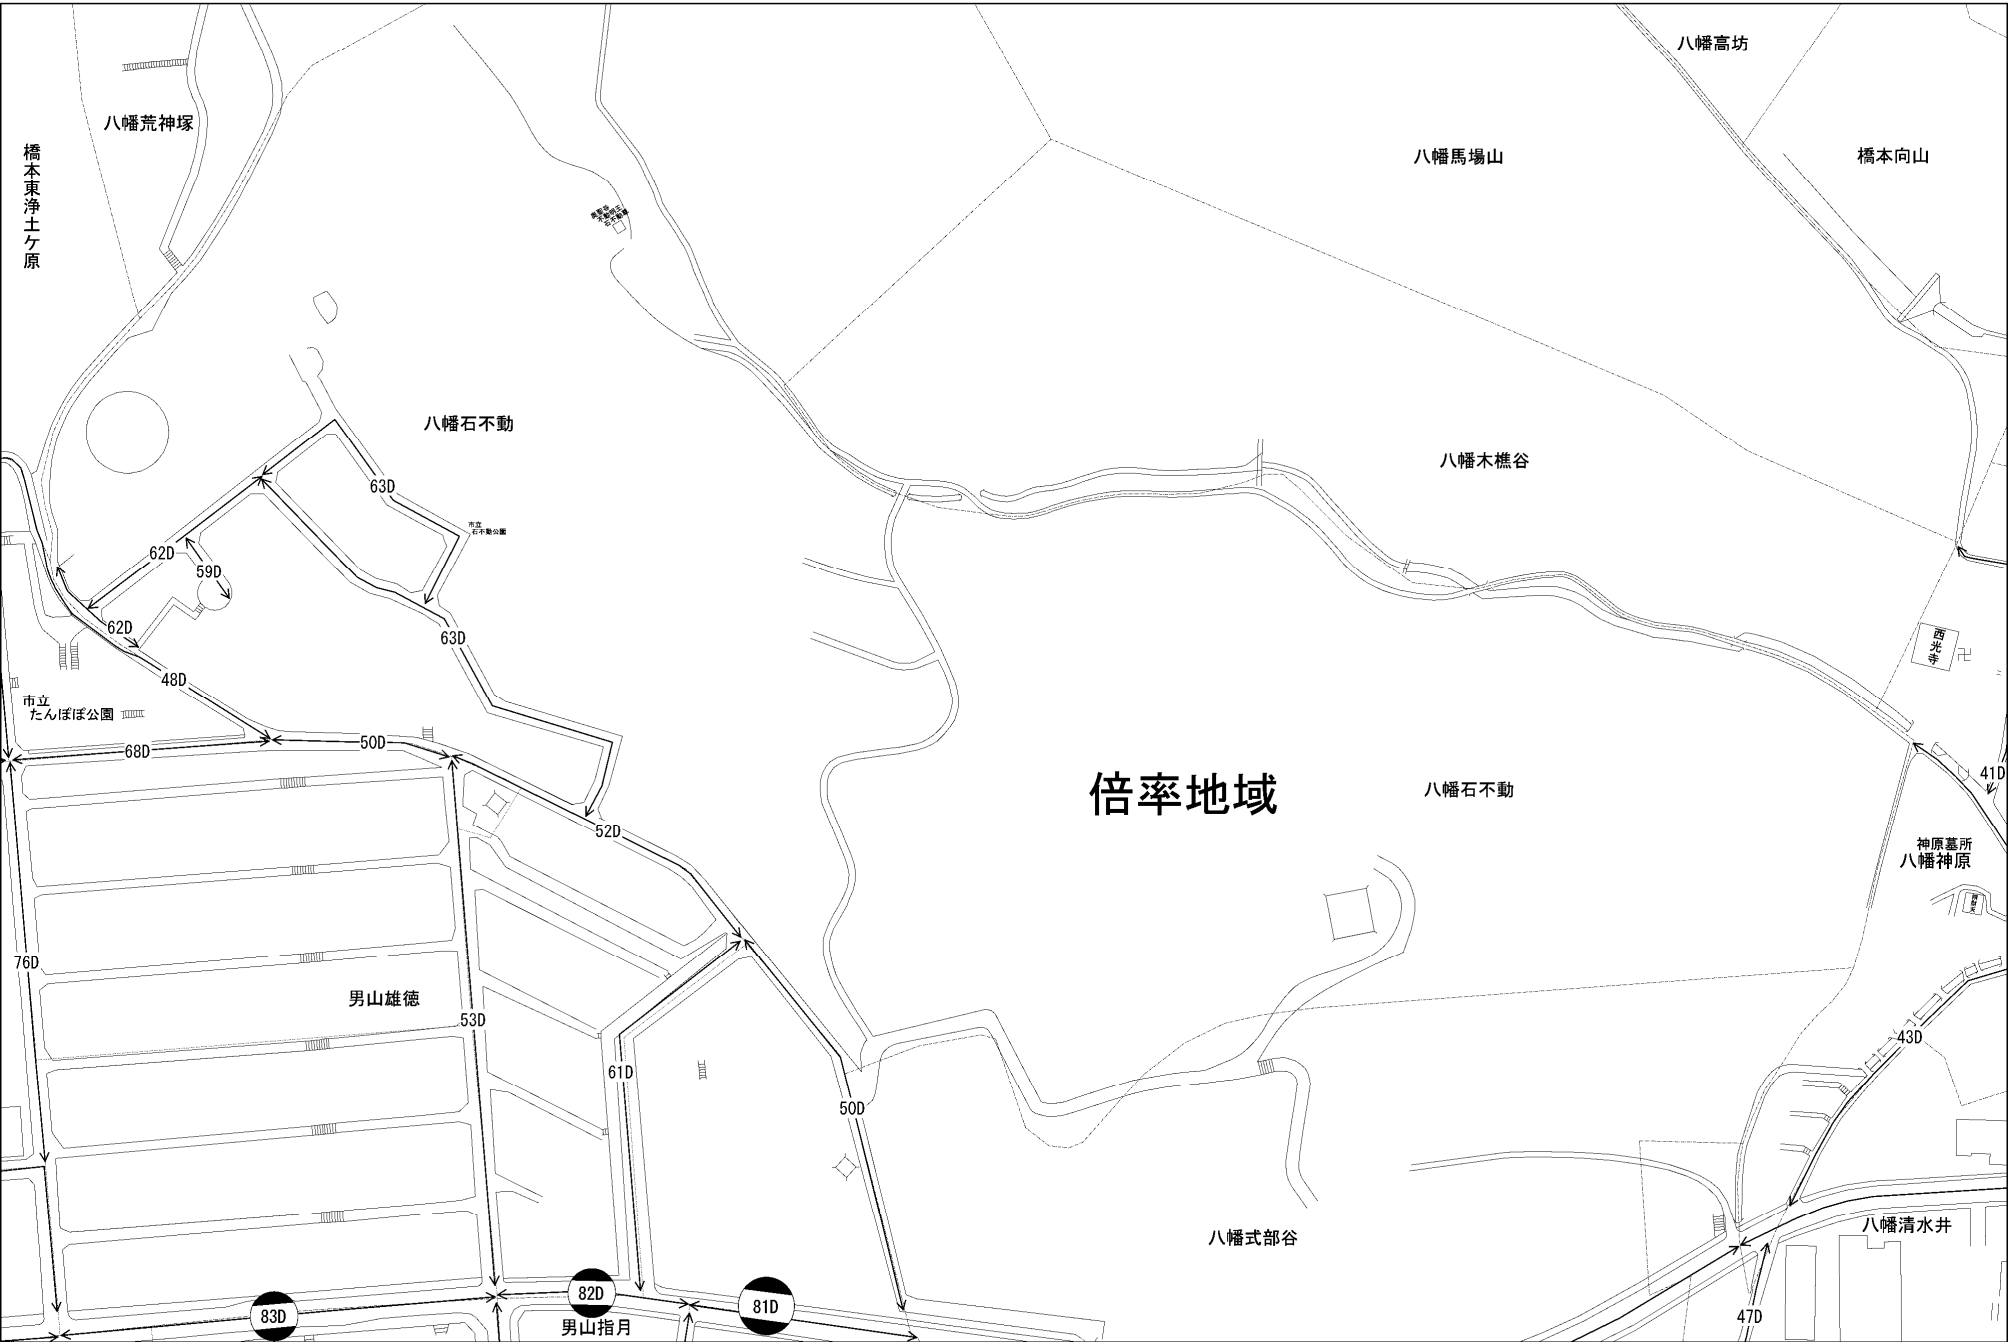 八幡高坊
八幡荒神塚
橋本東浄土ケ原
八幡馬場山
橋本向山
八幡石不動
八幡木樵谷
63D
市立
石不動公園
62D
59D
62D
63D
西光寺
48D
市立
たんぽぽ公園
68D
50D
41D
倍率地域
八幡石不動
52D
神原墓所
八幡神原
76D
男山雄徳
53D
43D
61D
50D
八幡式部谷
八幡清水井
83D
82D
81D
47D
男山指月